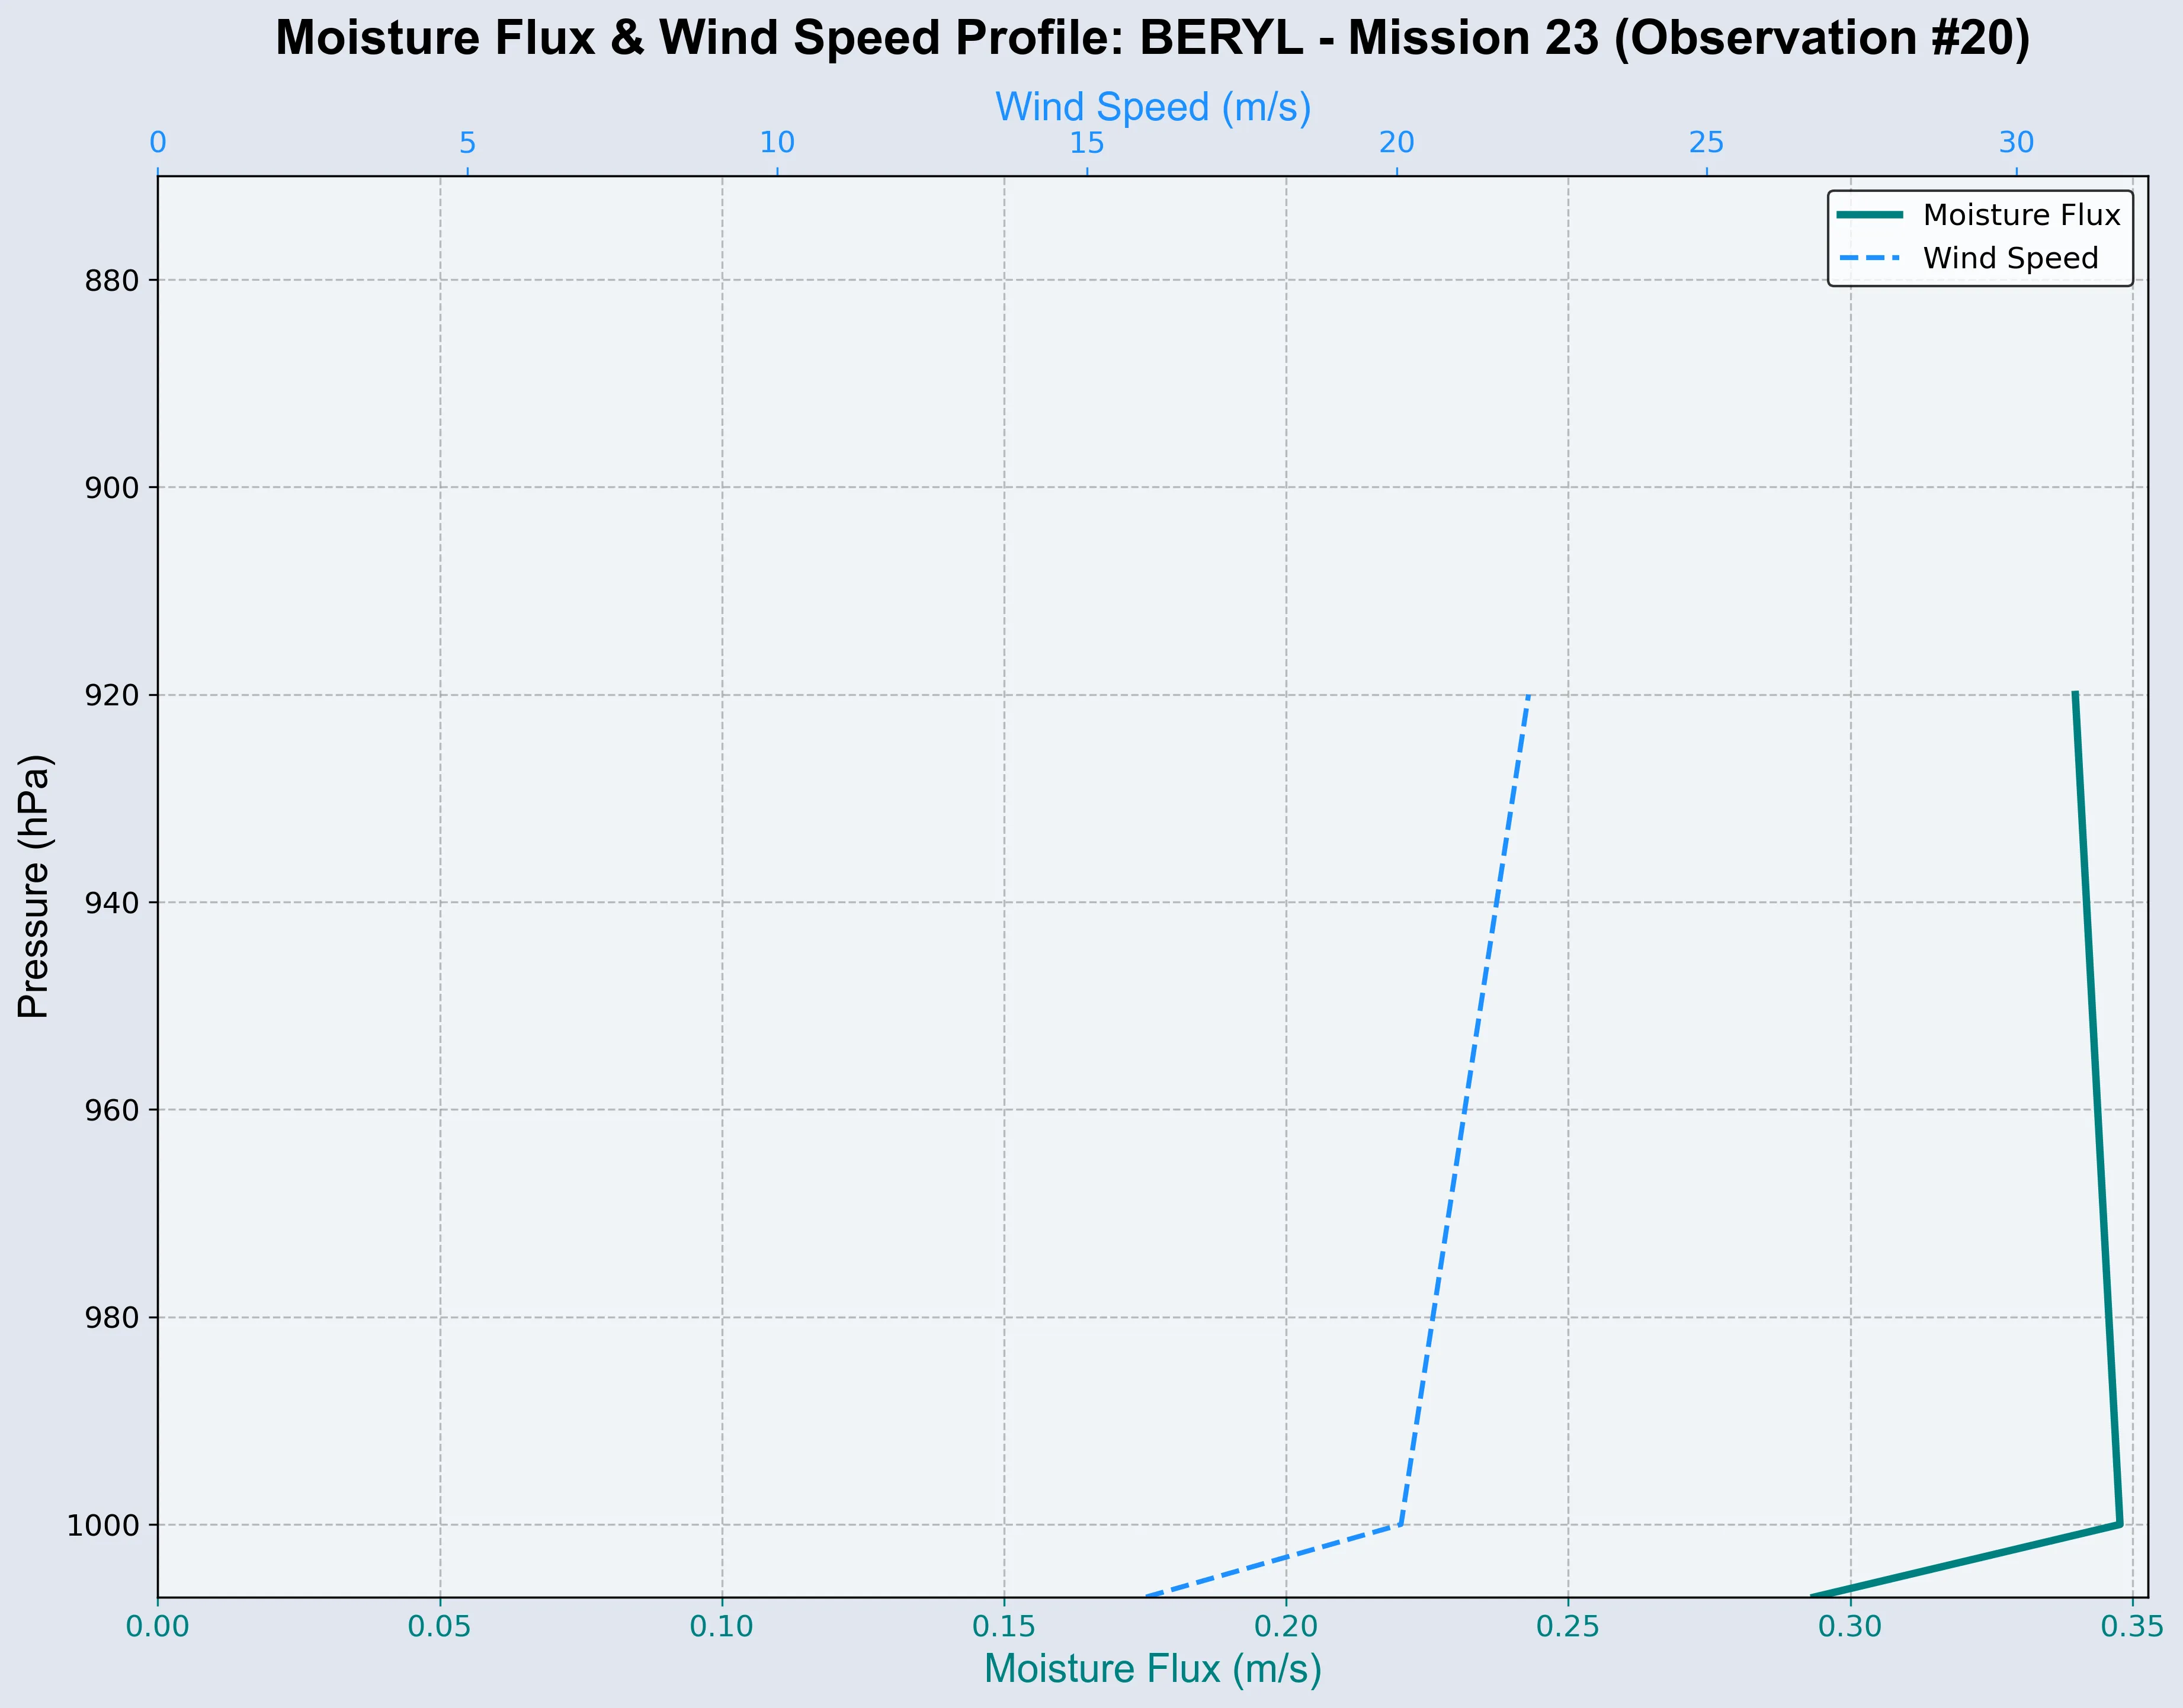 Moisture Flux & Wind Speed Profile: BERYL - Mission 23 (Observation #20)
Wind Speed (m/s)
0 5 10 15 20 25 30
Moisture Flux
Wind Speed
880
900
920
940
960
980
1000
Pressure (hPa)
0.00 0.05 0.10 0.15 0.20 0.25 0.30 0.35
Moisture Flux (m/s)